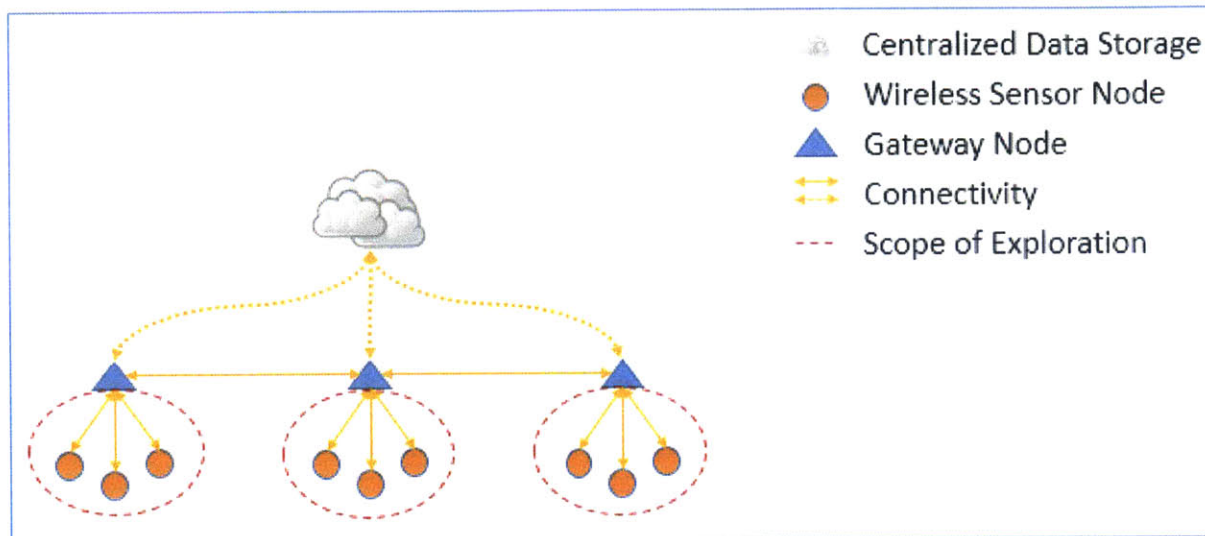 Centralized Data Storage
Wireless Sensor Node
Gateway Node
Connectivity
Scope of Exploration